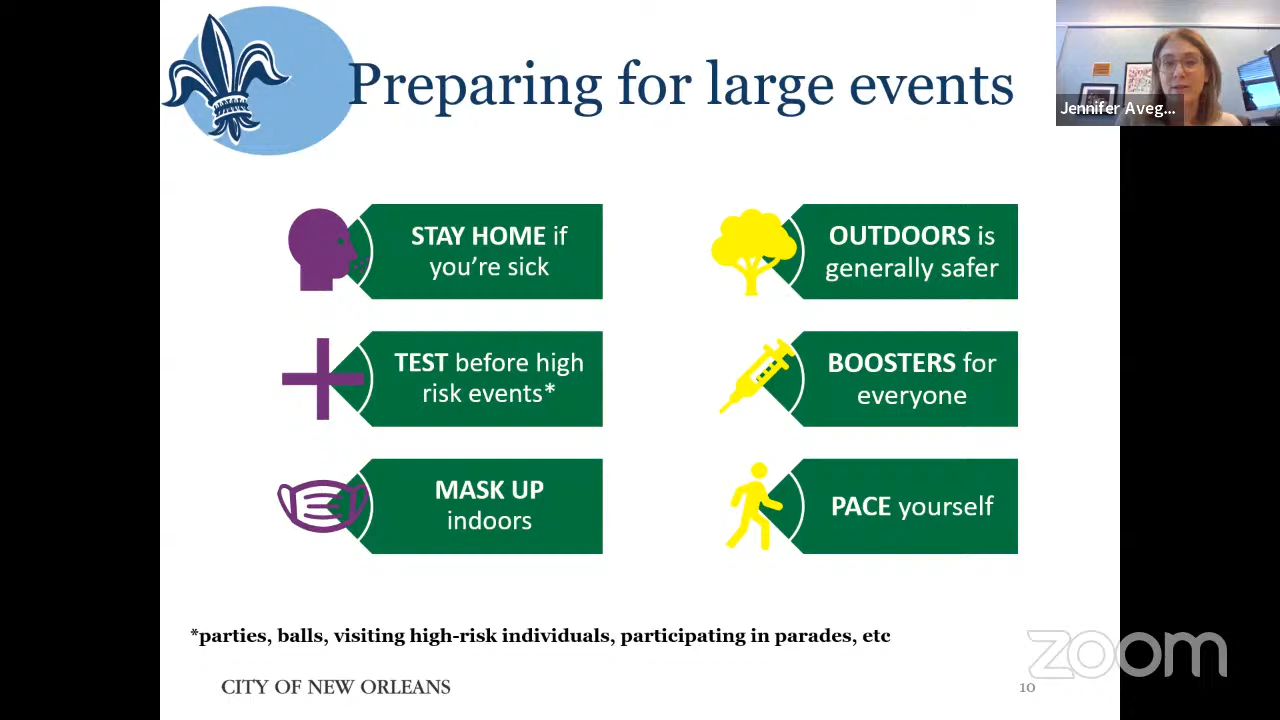 Preparing for large events
Jennifer Aveg...
STAY HOME if
you're sick
OUTDOORS is
generally safer
TEST before high
risk events*
BOOSTERS for
everyone
MASK UP
indoors
PACE yourself
*parties, balls, visiting high-risk individuals, participating in parades, etc
zoom
CITY OF NEW ORLEANS
10